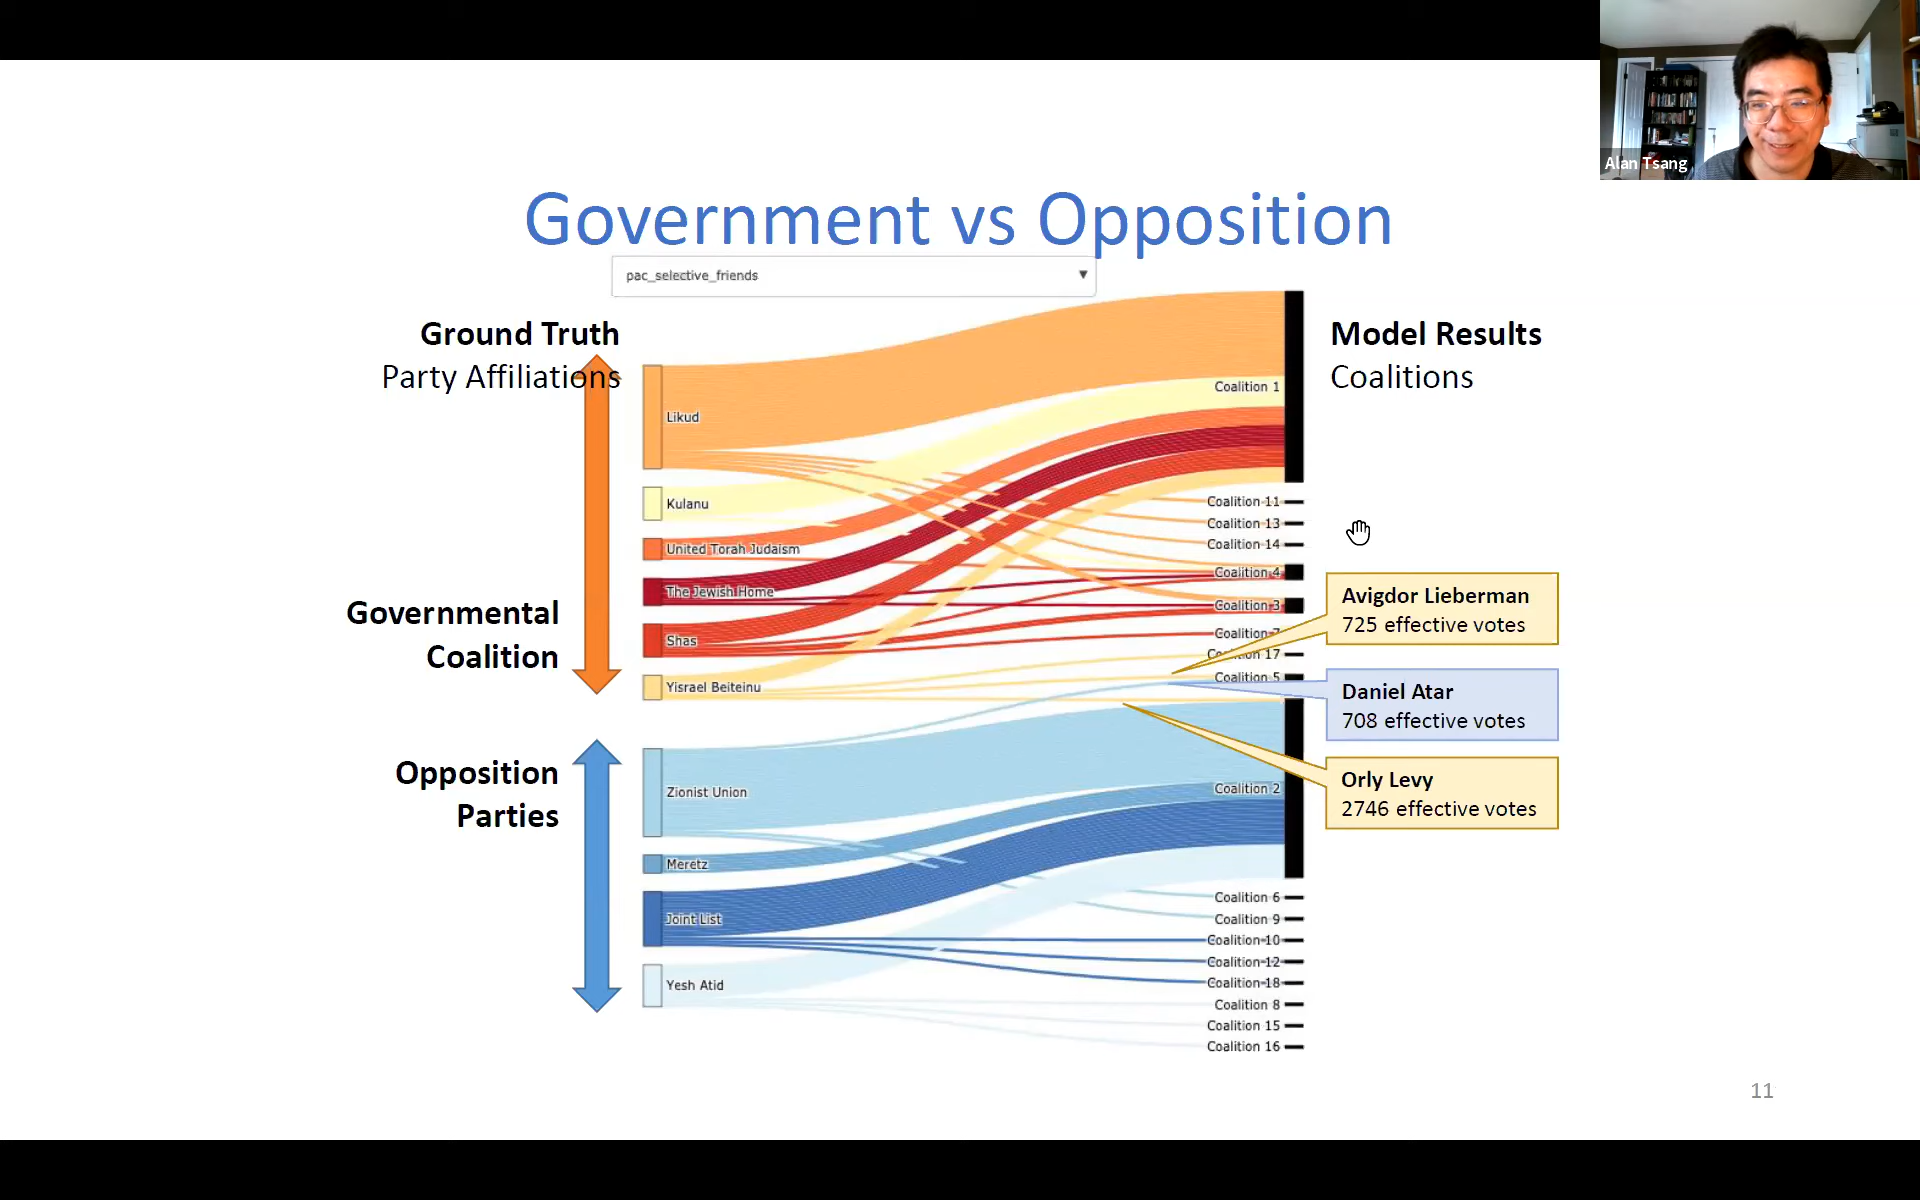 Alan Tsang
Government vs Opposition
pac_selective_friends
Ground Truth
Party Affiliations
Model Results
Coalitions
Governmental
Coalition
Opposition
Parties
Likud
Kulanu
United Torah Judaism
The Jewish Home
Shas
Yisrael Beiteinu
Zionist Union
Meretz
Joint List
Yesh Atid
Coalition 1
Coalition 11
Coalition 13
Coalition 14
Coalition 4
Coalition 3
Coalition 7
Coalition 17
Coalition 5
Coalition 2
Coalition 6
Coalition 9
Coalition 10
Coalition 12
Coalition 18
Coalition 8
Coalition 15
Coalition 16
Avigdor Lieberman
725 effective votes
Daniel Atar
708 effective votes
Orly Levy
2746 effective votes
11